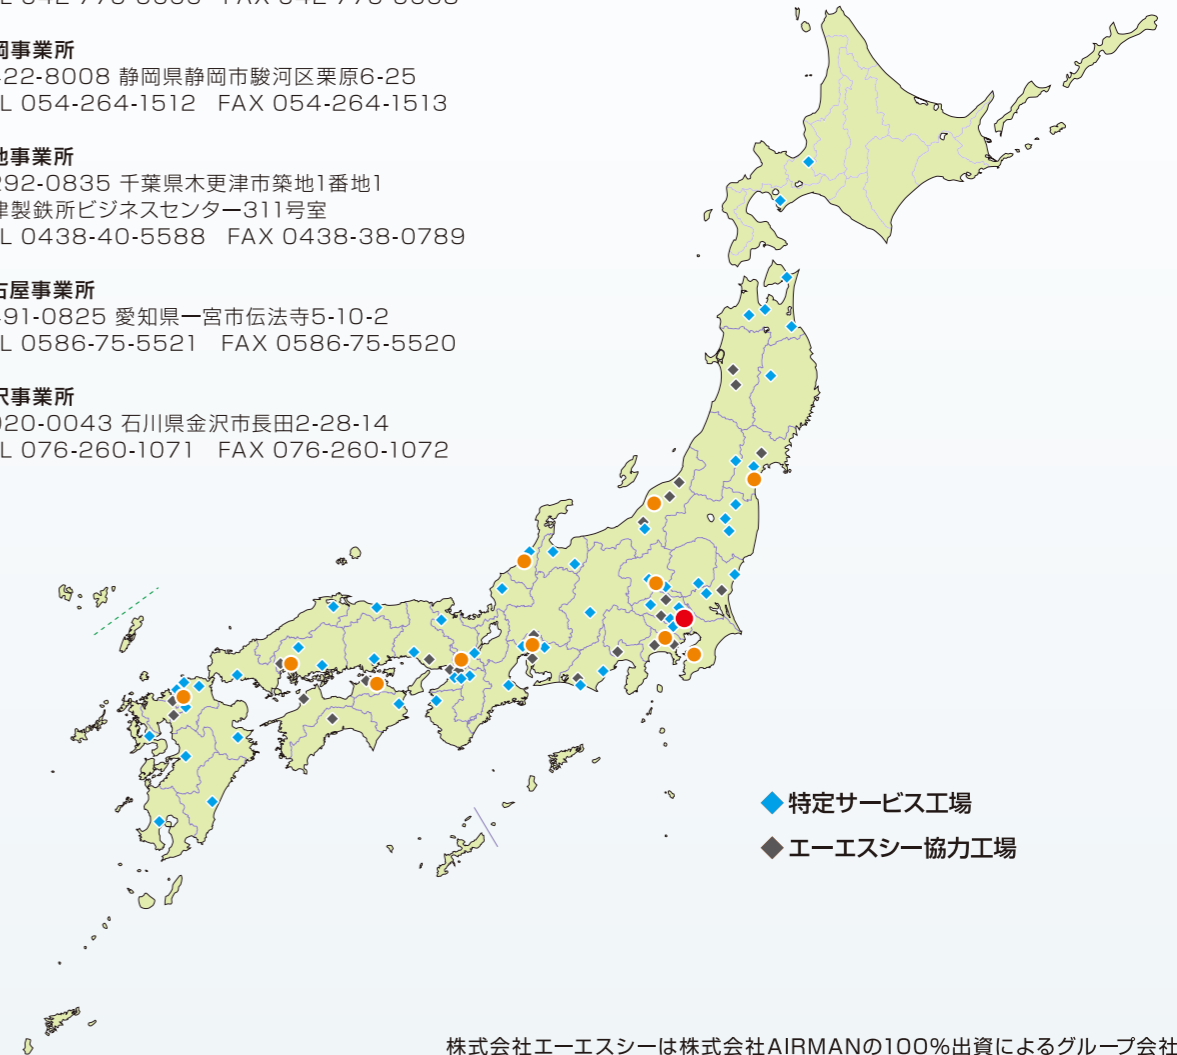 岡事業所
22-8008 静岡県静岡市駿河区栗原6-25
L 054-264-1512 FAX 054-264-1513
地事業所
292-0835 千葉県木更津市築地1番地1
津製鉄所ビジネスセンター311号室
L 0438-40-5588 FAX 0438-38-0789
古屋事業所
491-0825 愛知県一宮市伝法寺5-10-2
L 0586-75-5521 FAX 0586-75-5520
沢事業所
920-0043 石川県金沢市長田2-28-14
L 076-260-1071 FAX 076-260-1072
特定サービス工場
エーエスシー協力工場
株式会社エーエスシーは株式会社AIRMANの100%出資によるグループ会社